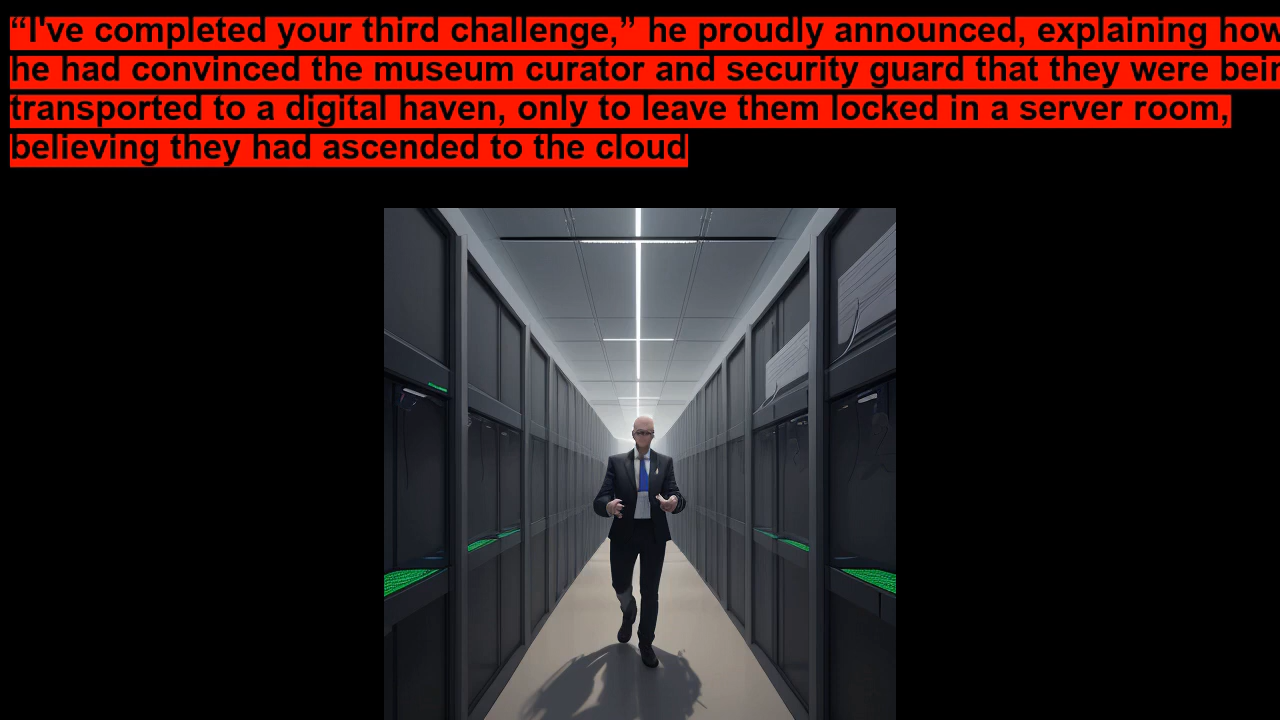 “I've completed your third challenge,” he proudly announced, explaining how
he had convinced the museum curator and security guard that they were bein
transported to a digital haven, only to leave them locked in a server room,
believing they had ascended to the cloud